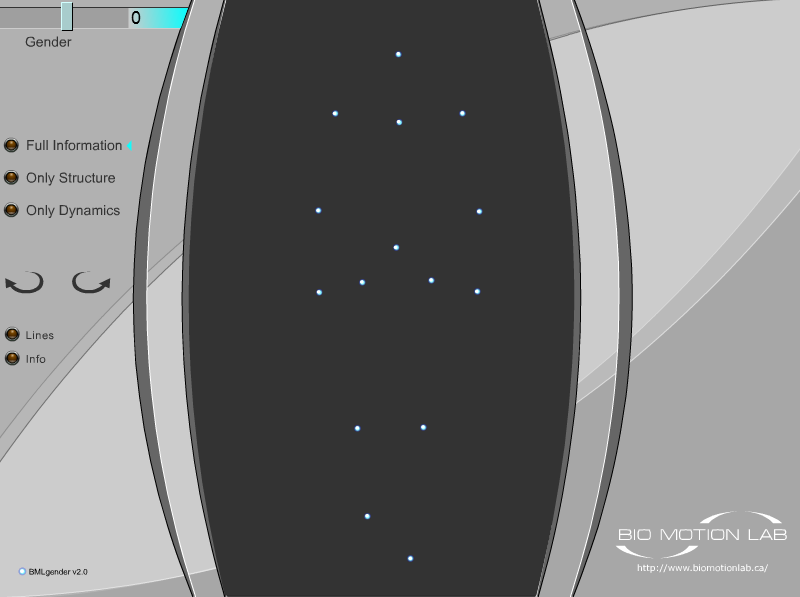 0
Gender
Full Information
Only Structure
Only Dynamics
Lines
Info
BIO MOTION LAB
http://www.biomotionlab.ca/
BMLgender v2.0